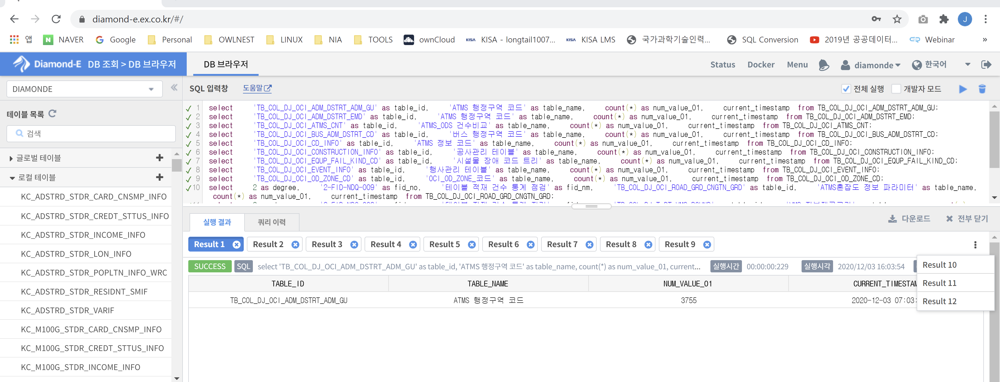 diamond-e.ex.co.kr/#/
J
앱 NAVER Google Personal OWLNEST LINUX NIA TOOLS ownCloud KISA KISA - longtail1007... KISA KISA LMS 국가과학기술인력... SQL Conversion 2019년 공공데이터... Webinar »
Diamond-E DB 조회 > DB 브라우저 DB 브라우저 Status Docker Menu diamonde 한국어
DIAMONDE SQL 입력창 도움말 전체 실행 개발자 모드
테이블 목록
검색
글로벌 테이블
로컬 테이블
KC_ADSTRD_STDR_CARD_CNSMP_INFO
KC_ADSTRD_STDR_CREDT_STTUS_INFO
KC_ADSTRD_STDR_INCOME_INFO
KC_ADSTRD_STDR_LON_INFO
KC_ADSTRD_STDR_POPLTN_INFO_WRC
KC_ADSTRD_STDR_RESIDNT_SMIF
KC_ADSTRD_STDR_VARIF
KC_M100G_STDR_CARD_CNSMP_INFO
KC_M100G_STDR_CREDT_STTUS_INFO
KC_M100G_STDR_INCOME_INFO
1 select 'TB_COL_DJ_OCI_ADM_DSTRT_ADM_GU' as table_id, 'ATMS 행정구역 코드' as table_name, count(*) as num_value_01, current_timestamp from TB_COL_DJ_OCI_ADM_DSTRT_ADM_GU;
2 select 'TB_COL_DJ_OCI_ADM_DSTRT_EMD' as table_id, 'ATMS 행정구역 코드' as table_name, count(*) as num_value_01, current_timestamp from TB_COL_DJ_OCI_ADM_DSTRT_EMD;
3 select 'TB_COL_DJ_OCI_ATMS_CNT' as table_id, 'ATMS_ODS 건수비교' as table_name, count(*) as num_value_01, current_timestamp from TB_COL_DJ_OCI_ATMS_CNT;
4 select 'TB_COL_DJ_OCI_BUS_ADM_DSTRT_CD' as table_id, '버스 행정구역 코드' as table_name, count(*) as num_value_01, current_timestamp from TB_COL_DJ_OCI_BUS_ADM_DSTRT_CD;
5 select 'TB_COL_DJ_OCI_CD_INFO' as table_id, 'ATMS 정보 코드' as table_name, count(*) as num_value_01, current_timestamp from TB_COL_DJ_OCI_CD_INFO;
6 select 'TB_COL_DJ_OCI_CONSTRUCTION_INFO' as table_id, '공사관리 테이블' as table_name, count(*) as num_value_01, current_timestamp from TB_COL_DJ_OCI_CONSTRUCTION_INFO;
7 select 'TB_COL_DJ_OCI_EQUP_FAIL_KIND_CD' as table_id, '시설물 장애 코드 트리' as table_name, count(*) as num_value_01, current_timestamp from TB_COL_DJ_OCI_EQUP_FAIL_KIND_CD;
8 select 'TB_COL_DJ_OCI_EVENT_INFO' as table_id, '행사관리 테이블' as table_name, count(*) as num_value_01, current_timestamp from TB_COL_DJ_OCI_EVENT_INFO;
9 select 'TB_COL_DJ_OCI_OD_ZONE_CD' as table_id, 'OCI_OD_ZONE_코드' as table_name, count(*) as num_value_01, current_timestamp from TB_COL_DJ_OCI_OD_ZONE_CD;
10 select 2 as degree, '2-FID-NDQ-009' as fid_no, '테이블 적재 건수 통계 점검' as fid_nm, 'TB_COL_DJ_OCI_ROAD_GRD_CNGTN_GRD' as table_id, 'ATMS혼잡도 정보 파라미터' as table_name,
count(*) as num_value_01, current_timestamp from TB_COL_DJ_OCI_ROAD_GRD_CNGTN_GRD;
실행 결과 쿼리 이력 다운로드 전부 닫기
Result 1 Result 2 Result 3 Result 4 Result 5 Result 6 Result 7 Result 8 Result 9
SUCCESS SQL select 'TB_COL_DJ_OCI_ADM_DSTRT_ADM_GU' as table_id, 'ATMS 행정구역 코드' as table_name, count(*) as num_value_01, current... 실행시간 00:00:00:229 실행시각 2020/12/03 16:03:54
TABLE_ID TABLE_NAME NUM_VALUE_01 CURRENT_TIMESTAM
TB_COL_DJ_OCI_ADM_DSTRT_ADM_GU ATMS 행정구역 코드 3755 2020-12-03 07:03:
Result 10
Result 11
Result 12